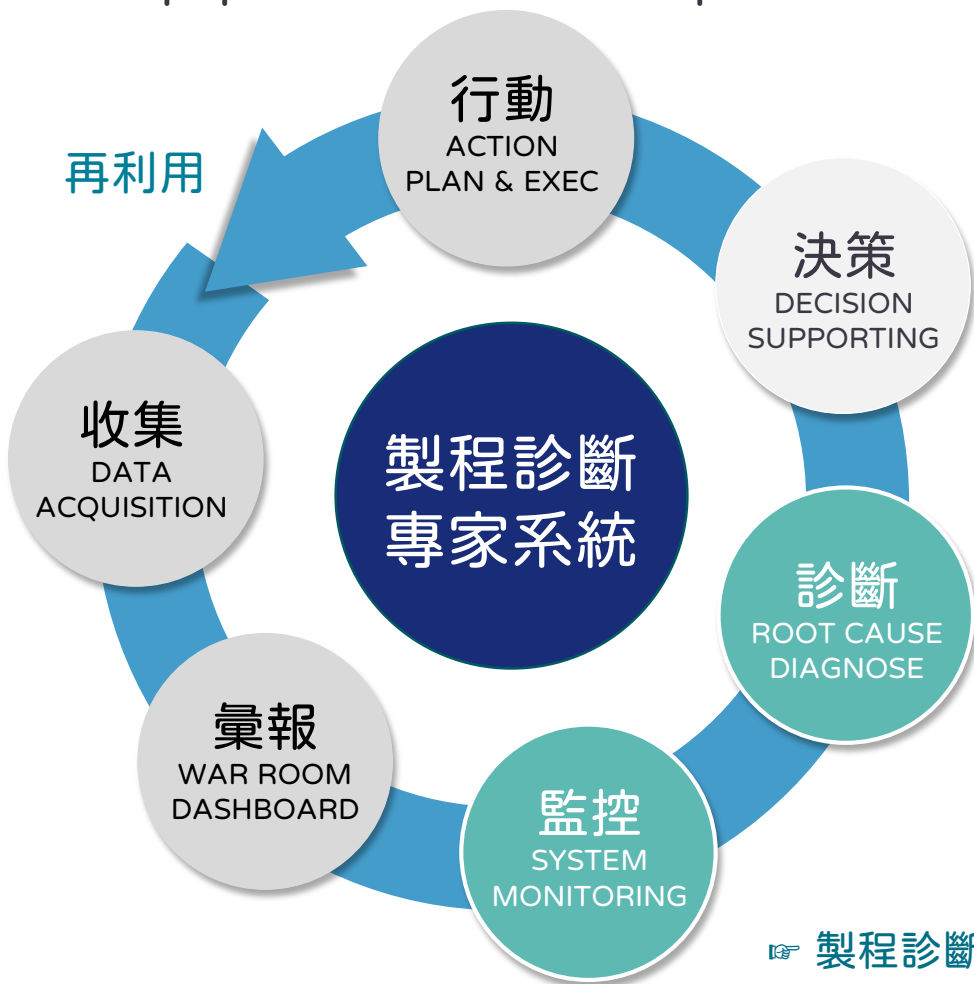 行動
ACTION
PLAN & EXEC
再利用
決策
DECISION
SUPPORTING
收集
DATA
ACQUISITION
製程診斷
專家系統
診斷
ROOT CAUSE
DIAGNOSE
彙報
WAR ROOM
DASHBOARD
監控
SYSTEM
MONITORING
☞ 製程診斷